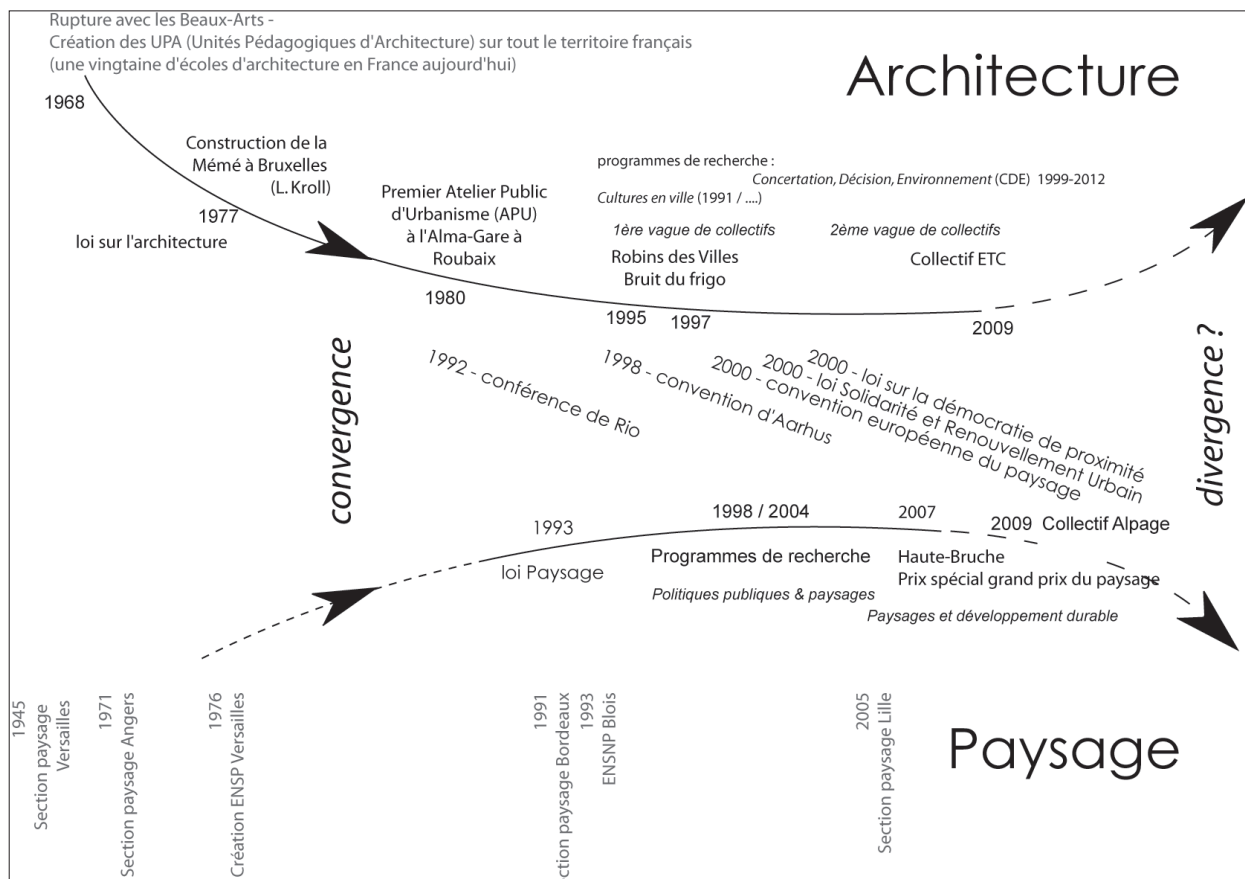 Rupture avec les Beaux-Arts -
Création des UPA (Unités Pédagogiques d'Architecture) sur tout le territoire français
(une vingtaine d'écoles d'architecture en France aujourd'hui)
Architecture
1968
Construction de la
Mémé à Bruxelles
(L. Kroll)
1977
loi sur l'architecture
Premier Atelier Public
d'Urbanisme (APU)
à l'Alma-Gare à
Roubaix
1980
programmes de recherche :
Concertation, Décision, Environnement (CDE) 1999-2012
Cultures en ville (1991 / ....)
1ère vague de collectifs
2ème vague de collectifs
Robins des Villes
Bruit du frigo
Collectif ETC
1995
1997
2009
convergence
divergence ?
1992 - conférence de Rio
1998 - convention d'Aarhus
2000 - loi sur la démocratie de proximité
2000 - loi Solidarité et Renouvellement Urbain
2000 - convention européenne du paysage
1993
loi Paysage
1998 / 2004
Programmes de recherche
Politiques publiques & paysages
2007
Haute-Bruche
Prix spécial grand prix du paysage
2009 Collectif Alpage
Paysages et développement durable
1945
Section paysage
Versailles
1971
Section paysage Angers
1976
Création ENSP Versailles
1991
ction paysage Bordeaux
1993
ENSNP Blois
2005
Section paysage Lille
Paysage